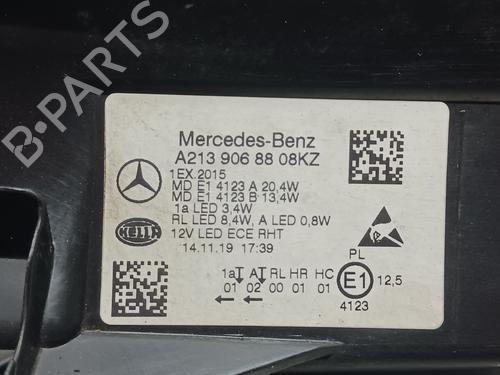 B-PARTS
Mercedes-Benz
A213 906 88 08KZ
1EX.2015
MD E1 4123 A 20,4W
MD E1 4123 B 13,4W
1a LED 3,4W
RL LED 8,4W, A LED 0,8W
12V LED ECE RHT
14.11.19 17:39
HELLA
PL
1a A RL HR HC
01 02 00 01 01
E1
12,5
4123